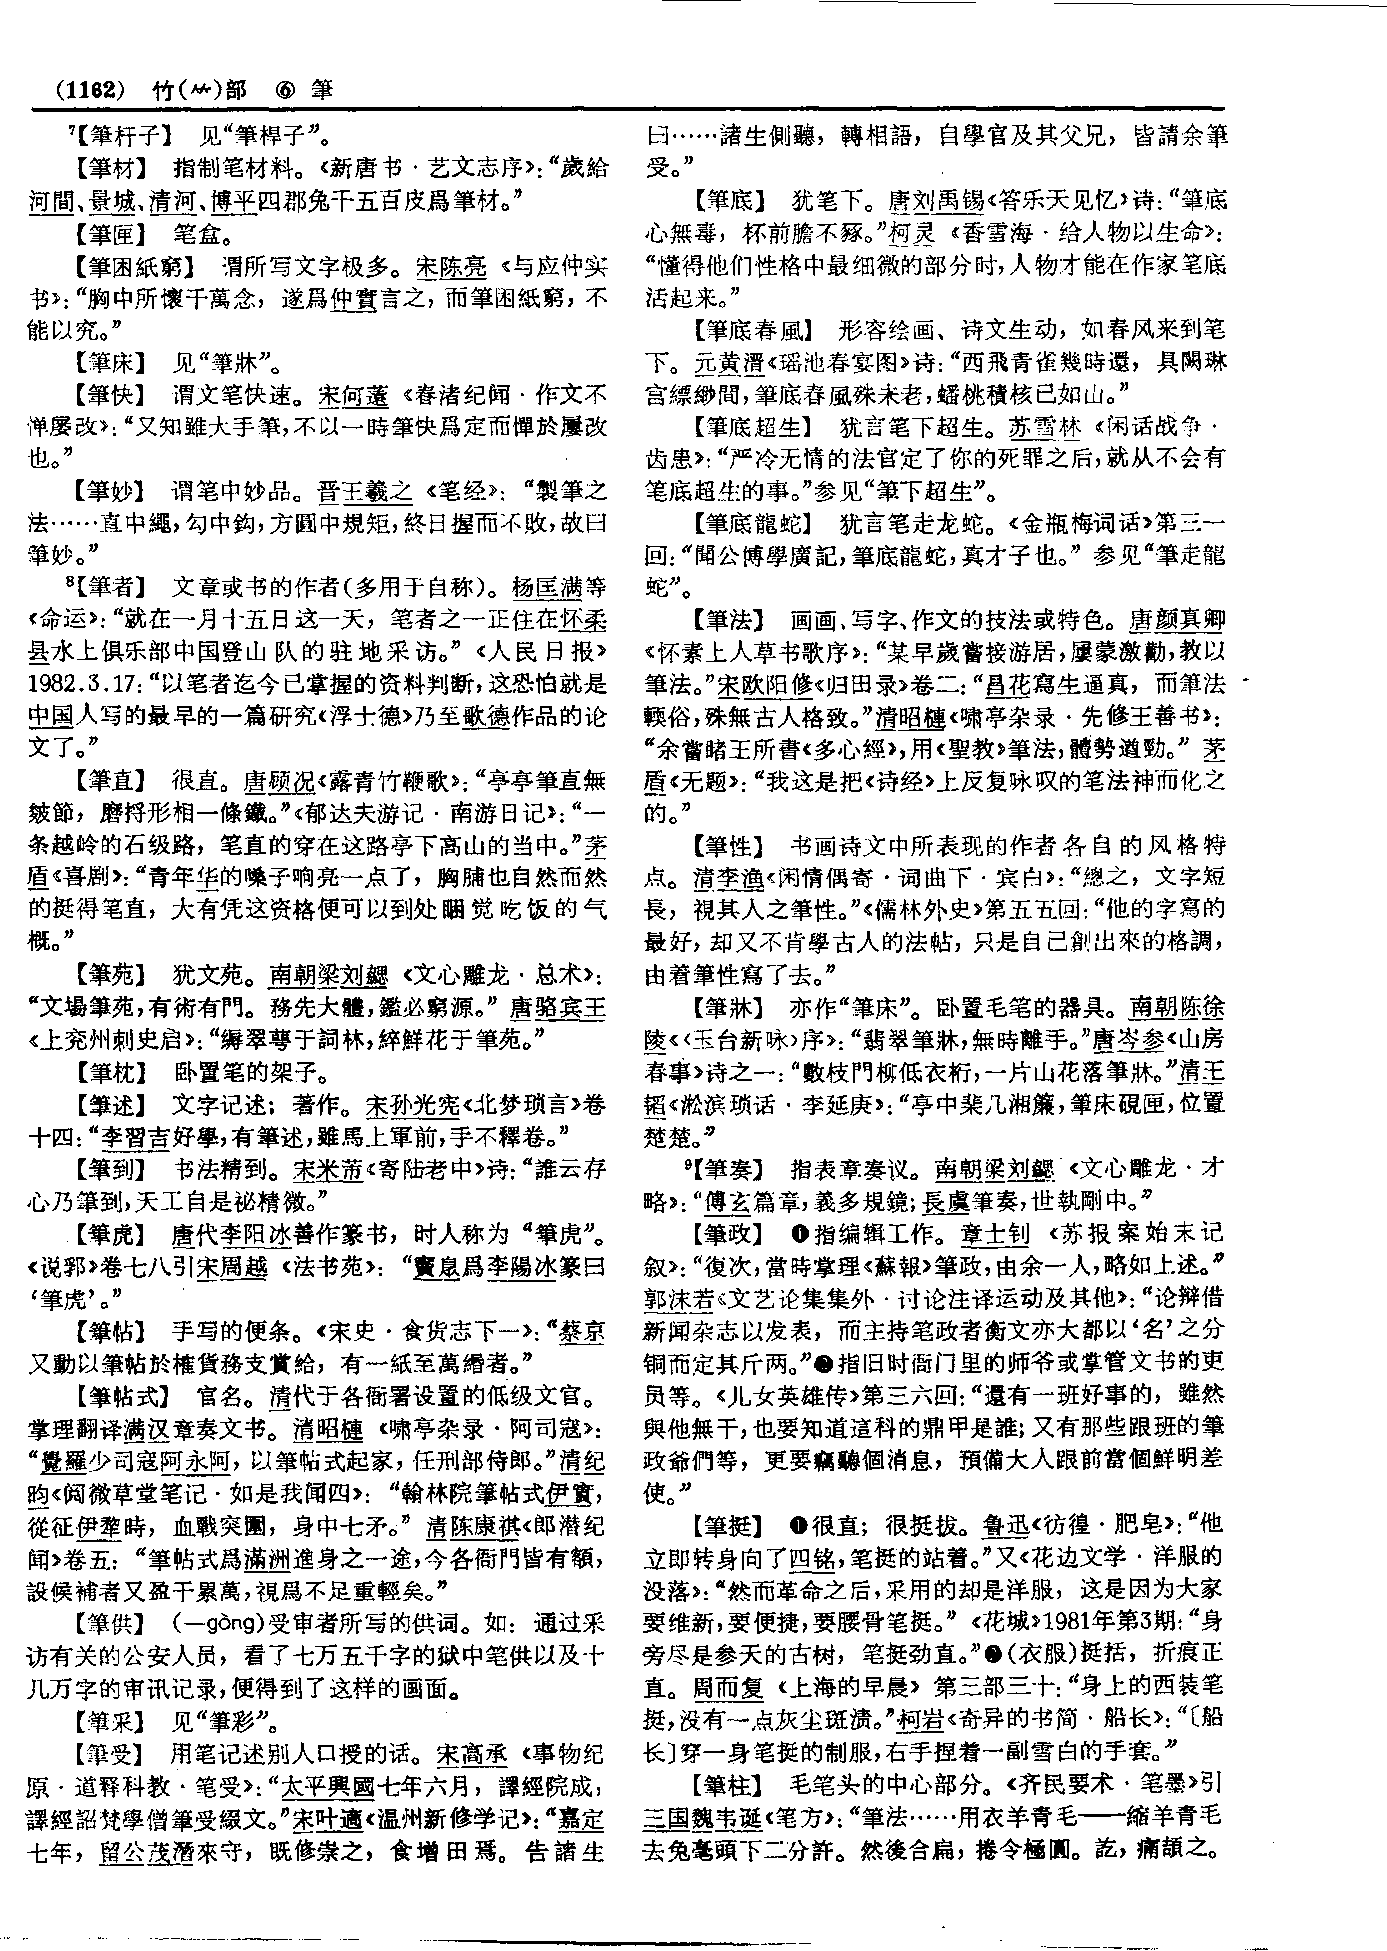 (1162) 竹(⺮)部 ⑥ 筆
⁷【筆杆子】 见“筆桿子”。
【筆材】 指制笔材料。《新唐书·艺文志序》：“歲給
河間、景城、清河、博平四郡兔千五百皮爲筆材。”
【筆匣】 笔盒。
【筆困紙窮】 谓所写文字极多。宋陈亮《与应仲实
书》：“胸中所懷千萬念，遂爲仲實言之，而筆困紙窮，不
能以究。”
【筆床】 见“筆牀”。
【筆快】 谓文笔快速。宋何薳《春渚纪闻·作文不
惮屡改》：“又知雖大手筆，不以一時筆快爲定而憚於屢改
也。”
【筆妙】 谓笔中妙品。晋王羲之《笔经》：“製筆之
法……直中繩，勾中鈎，方圓中規矩，終日握而不敗，故曰
筆妙。”
⁸【筆者】 文章或书的作者(多用于自称)。杨匡满等
《命运》：“就在一月十五日这一天，笔者之一正住在怀柔
县水上俱乐部中国登山队的驻地采访。”《人民日报》
1982.3.17：“以笔者迄今已掌握的资料判断，这恐怕就是
中国人写的最早的一篇研究《浮士德》乃至歌德作品的论
文了。”
【筆直】 很直。唐顾况《露青竹鞭歌》：“亭亭筆直無
皴節，磨捋形相一條鐵。”《郁达夫游记·南游日记》：“一
条越岭的石级路，笔直的穿在这路亭下高山的当中。”茅
盾《喜剧》：“青年华的嗓子响亮一点了，胸脯也自然而然
的挺得笔直，大有凭这资格便可以到处睏觉吃饭的气
概。”
【筆苑】 犹文苑。南朝梁刘勰《文心雕龙·总术》：
“文場筆苑，有術有門。務先大體，鑑必窮源。”唐骆宾王
《上兖州刺史启》：“縟翠萼于詞林，綷鮮花于筆苑。”
【筆枕】 卧置笔的架子。
【筆述】 文字记述；著作。宋孙光宪《北梦琐言》卷
十四：“李習吉好學，有筆述，雖馬上軍前，手不釋卷。”
【筆到】 书法精到。宋米芾《寄陆老中》诗：“誰云存
心乃筆到，天工自是祕精微。”
【筆虎】 唐代李阳冰善作篆书，时人称为“筆虎”。
《说郛》卷七八引宋周越《法书苑》：“竇臮爲李陽冰篆曰
‘筆虎’。”
【筆帖】 手写的便条。《宋史·食货志下一》：“蔡京
又動以筆帖於榷貨務支賞給，有一紙至萬緡者。”
【筆帖式】 官名。清代于各衙署设置的低级文官。
掌理翻译满汉章奏文书。清昭槤《啸亭杂录·阿司寇》：
“覺羅少司寇阿永阿，以筆帖式起家，任刑部侍郎。”清纪
昀《阅微草堂笔记·如是我闻四》：“翰林院筆帖式伊實，
從征伊犂時，血戰突圍，身中七矛。”清陈康祺《郎潜纪
闻》卷五：“筆帖式爲滿洲進身之一途，今各衙門皆有額，
設候補者又盈千累萬，視爲不足重輕矣。”
【筆供】 (—gòng)受审者所写的供词。如：通过采
访有关的公安人员，看了七万五千字的狱中笔供以及十
几万字的审讯记录，便得到了这样的画面。
【筆采】 见“筆彩”。
【筆受】 用笔记述别人口授的话。宋高承《事物纪
原·道释科教·笔受》：“太平興國七年六月，譯經院成，
譯經詔梵學僧筆受綴文。”宋叶適《温州新修学记》：“嘉定
七年，留公茂潛來守，既修崇之，食增田焉。告諸生
曰……諸生側聽，轉相語，自學官及其父兄，皆請余筆
受。”
【筆底】 犹笔下。唐刘禹锡《答乐天见忆》诗：“筆底
心無毒，杯前膽不豩。”柯灵《香雪海·给人物以生命》：
“懂得他们性格中最细微的部分时，人物才能在作家笔底
活起来。”
【筆底春風】 形容绘画、诗文生动，如春风来到笔
下。元黄溍《瑶池春宴图》诗：“西飛青雀幾時還，具闕琳
宫縹緲間，筆底春風殊未老，蟠桃積核已如山。”
【筆底超生】 犹言笔下超生。苏雪林《闲话战争·
齿患》：“严冷无情的法官定了你的死罪之后，就从不会有
笔底超生的事。”参见“筆下超生”。
【筆底龍蛇】 犹言笔走龙蛇。《金瓶梅词话》第三一
回：“聞公博學廣記，筆底龍蛇，真才子也。”参见“筆走龍
蛇”。
【筆法】 画画、写字、作文的技法或特色。唐颜真卿
《怀素上人草书歌序》：“某早歲嘗接游居，屢蒙激勸，教以
筆法。”宋欧阳修《归田录》卷二：“昌花寫生逼真，而筆法
輭俗，殊無古人格致。”清昭槤《啸亭杂录·先修王善书》：
“余嘗睹王所書《多心經》，用《聖教》筆法，體勢遒勁。”茅
盾《无题》：“我这是把《诗经》上反复咏叹的笔法神而化之
的。”
【筆性】 书画诗文中所表现的作者各自的风格特
点。清李渔《闲情偶寄·词曲下·宾白》：“總之，文字短
長，視其人之筆性。”《儒林外史》第五五回：“他的字寫的
最好，却又不肯學古人的法帖，只是自己創出來的格調，
由着筆性寫了去。”
【筆牀】 亦作“筆床”。卧置毛笔的器具。南朝陈徐
陵《〈玉台新咏〉序》：“翡翠筆牀，無時離手。”唐岑参《山房
春事》诗之一：“數枝門柳低衣桁，一片山花落筆牀。”清王
韬《淞滨琐话·李延庚》：“亭中棐几湘簾，筆床硯匣，位置
楚楚。”
⁹【筆奏】 指表章奏议。南朝梁刘勰《文心雕龙·才
略》：“傅玄篇章，義多規鏡；長虞筆奏，世執剛中。”
【筆政】 ❶指编辑工作。章士钊《苏报案始末记
叙》：“復次，當時掌理《蘇報》筆政，由余一人，略如上述。”
郭沫若《文艺论集集外·讨论注译运动及其他》：“论辩借
新闻杂志以发表，而主持笔政者衡文亦大都以‘名’之分
铜而定其斤两。”❷指旧时衙门里的师爷或掌管文书的吏
员等。《儿女英雄传》第三六回：“還有一班好事的，雖然
與他無干，也要知道這科的鼎甲是誰；又有那些跟班的筆
政爺們等，更要竊聽個消息，預備大人跟前當個鮮明差
使。”
【筆挺】 ❶很直；很挺拔。鲁迅《彷徨·肥皂》：“他
立即转身向了四铭，笔挺的站着。”又《花边文学·洋服的
没落》：“然而革命之后，采用的却是洋服，这是因为大家
要维新，要便捷，要腰骨笔挺。”《花城》1981年第3期：“身
旁尽是参天的古树，笔挺劲直。”❷(衣服)挺括，折痕正
直。周而复《上海的早晨》第三部三十：“身上的西装笔
挺，没有一点灰尘斑渍。”柯岩《奇异的书简·船长》：“〔船
长〕穿一身笔挺的制服，右手捏着一副雪白的手套。”
【筆柱】 毛笔头的中心部分。《齐民要术·笔墨》引
三国魏韦诞《笔方》：“筆法……用衣羊青毛——縮羊青毛
去兔毫頭下二分許。然後合扁，捲令極圓。訖，痛頡之。